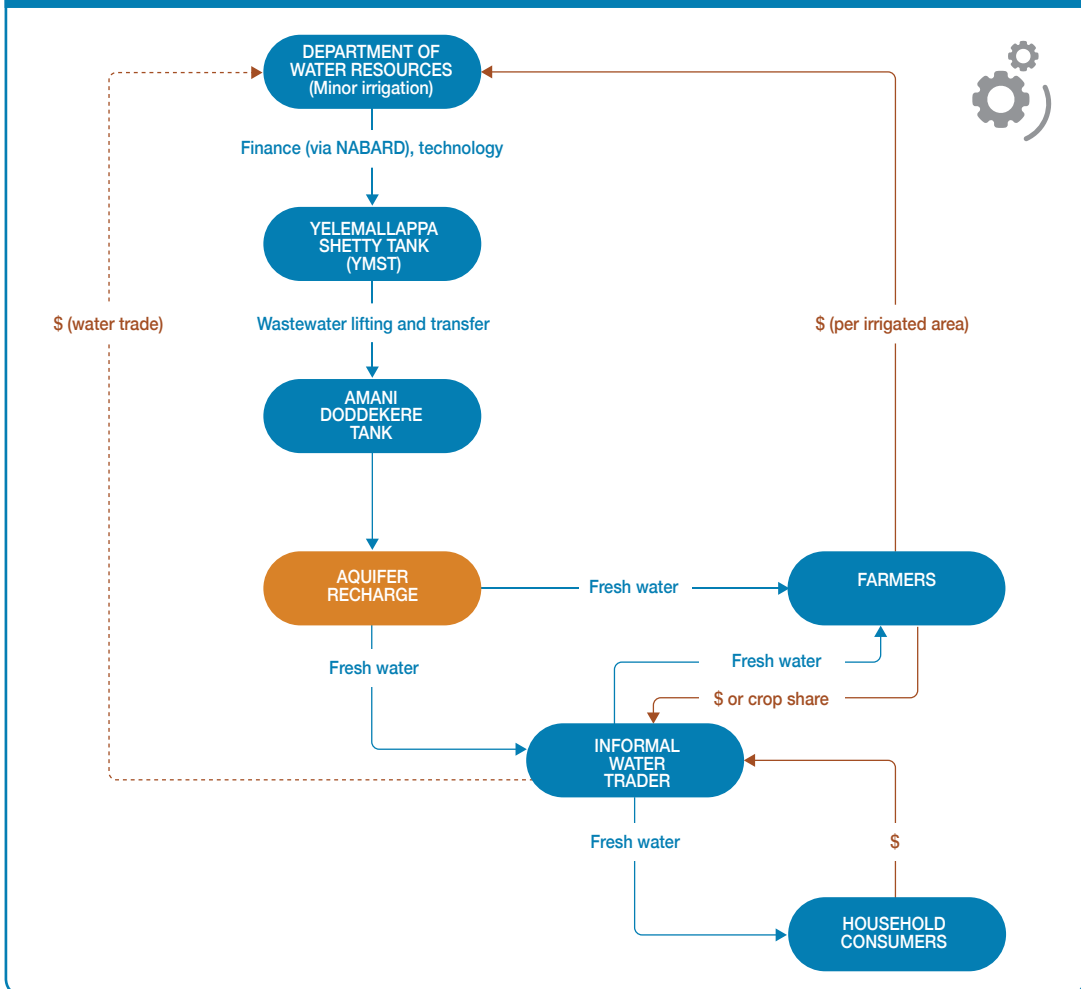 DEPARTMENT OF
WATER RESOURCES
(Minor irrigation)
Finance (via NABARD), technology
YELEMALLAPPA
SHETTY TANK
(YMST)
$ (water trade)
Wastewater lifting and transfer
$ (per irrigated area)
AMANI
DODDEKERE
TANK
AQUIFER
RECHARGE
Fresh water
FARMERS
Fresh water
Fresh water
$ or crop share
INFORMAL
WATER
TRADER
Fresh water
$
HOUSEHOLD
CONSUMERS